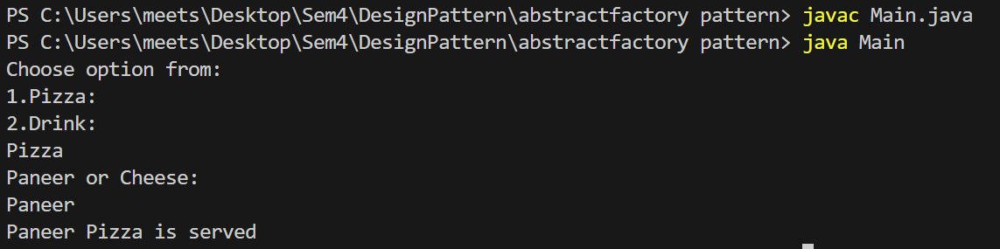 PS C:\Users\meets\Desktop\Sem4\DesignPattern\abstractfactory pattern> javac Main.java
PS C:\Users\meets\Desktop\Sem4\DesignPattern\abstractfactory pattern> java Main
Choose option from:
1.Pizza:
2.Drink:
Pizza
Paneer or Cheese:
Paneer
Paneer Pizza is served